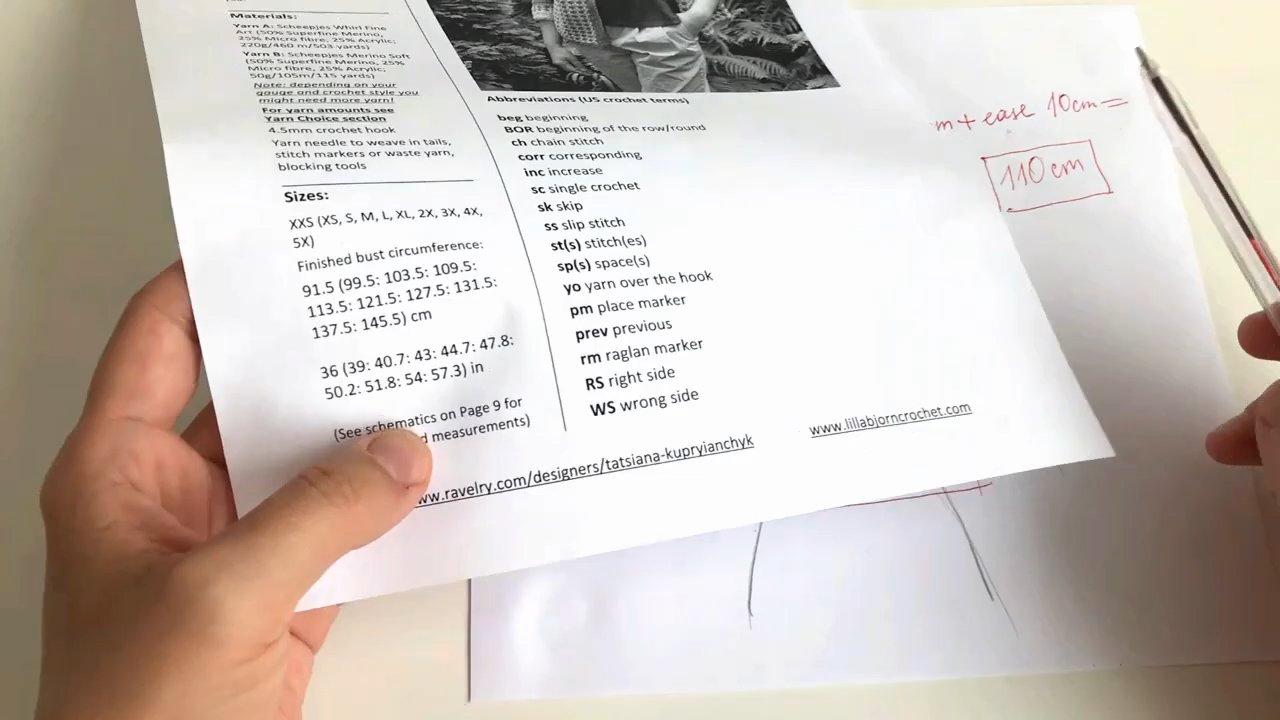 Materials:
Yarn A: Scheepjes Whirl Fine
Art (50% Superfine Merino,
25% Micro fibre, 25% Acrylic;
220g/460 m/503 yards)
Yarn B: Scheepjes Merino Soft
(50% Superfine Merino, 25%
Micro fibre, 25% Acrylic;
50g/105m/115 yards)
Note: depending on your
gauge and crochet style you
might need more yarn!
For yarn amounts see
Yarn Choice section
4.5mm crochet hook
Yarn needle to weave in tails,
stitch markers or waste yarn,
blocking tools
Sizes:
XXS (XS, S, M, L, XL, 2X, 3X, 4X,
5X)
Finished bust circumference:
91.5 (99.5: 103.5: 109.5:
113.5: 121.5: 127.5: 131.5:
137.5: 145.5) cm
36 (39: 40.7: 43: 44.7: 47.8:
50.2: 51.8: 54: 57.3) in
(See schematics on Page 9 for
measurements)
Abbreviations (US crochet terms)
beg beginning
BOR beginning of the row/round
ch chain stitch
corr corresponding
inc increase
sc single crochet
sk skip
ss slip stitch
st(s) stitch(es)
sp(s) space(s)
yo yarn over the hook
pm place marker
prev previous
rm raglan marker
RS right side
WS wrong side
ww.ravelry.com/designers/tatsiana-kupryianchyk
www.lillabjorncrochet.com
m + ease 10cm =
110 cm